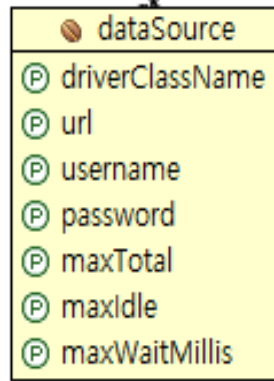 dataSource
P driverClassName
P url
P username
P password
P maxTotal
P maxIdle
P maxWaitMillis